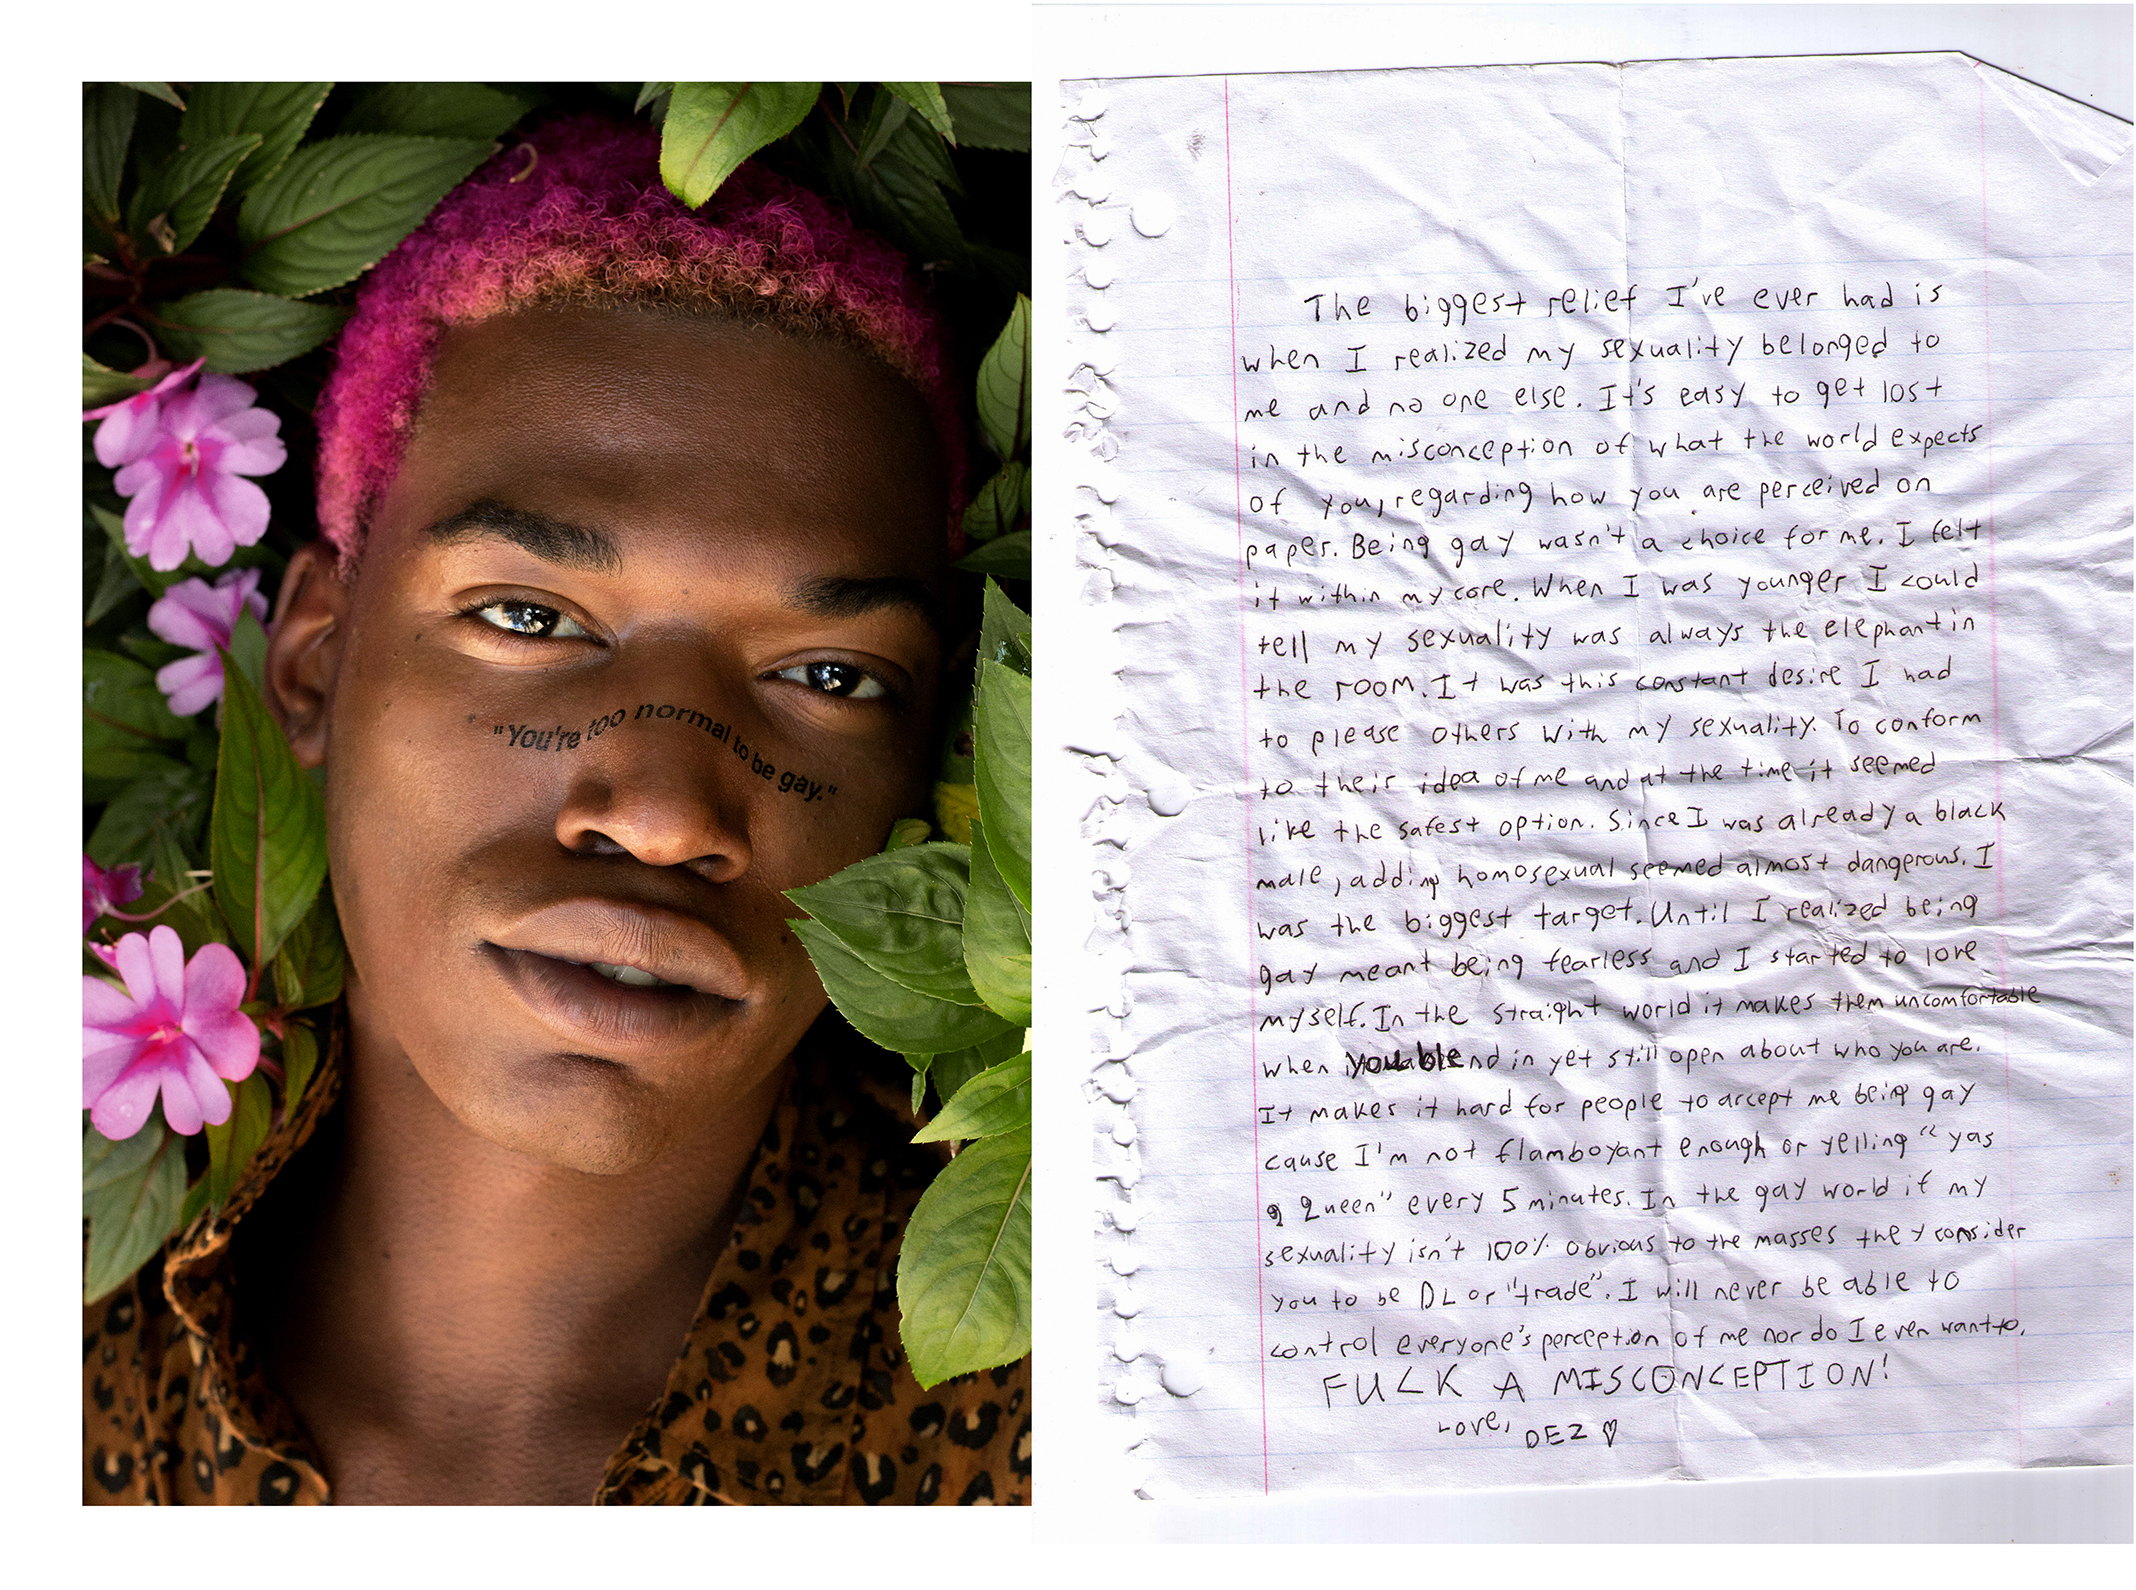 "You're too normal to be gay."
The biggest relief I've ever had is
when I realized my sexuality belonged to
me and no one else. It's easy to get lost
in the misconception of what the world expects
of you, regarding how you are perceived on
paper. Being gay wasn't a choice for me. I felt
it within my core. When I was younger I could
tell my sexuality was always the elephant in
the room. It was this constant desire I had
to please others with my sexuality. To conform
to their idea of me and at the time it seemed
like the safest option. Since I was already a black
male, adding homosexual seemed almost dangerous. I
was the biggest target. Until I realized being
gay meant being fearless and I started to love
myself. In the straight world it makes them uncomfortable
when you blend in yet still open about who you are.
It makes it hard for people to accept me being gay
cause I'm not flamboyant enough or yelling "yas
Queen" every 5 minutes. In the gay world if my
sexuality isn't 100% obvious to the masses they consider
you to be DL or "trade". I will never be able to
control everyone's perception of me nor do I even want to.
FUCK A MISCONCEPTION!
Love, DEZ